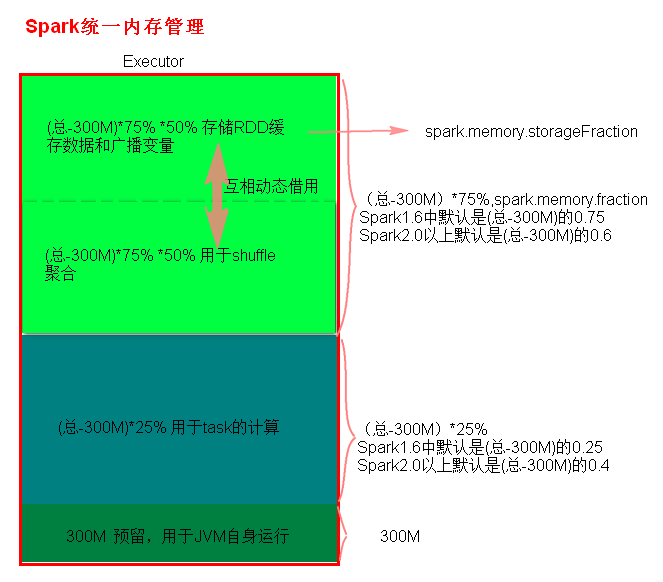 Spark统一内存管理
Executor
(总-300M)*75% *50% 存储RDD缓
存数据和广播变量
spark.memory.storageFraction
互相动态借用
（总-300M）*75%,spark.memory.fraction
Spark1.6中默认是(总-300M)的0.75
Spark2.0以上默认是(总-300M)的0.6
(总-300M)*75% *50% 用于shuffle
聚合
(总-300M)*25% 用于task的计算
（总-300M）*25%
Spark1.6中默认是(总-300M)的0.25
Spark2.0以上默认是(总-300M)的0.4
300M 预留，用于JVM自身运行
300M